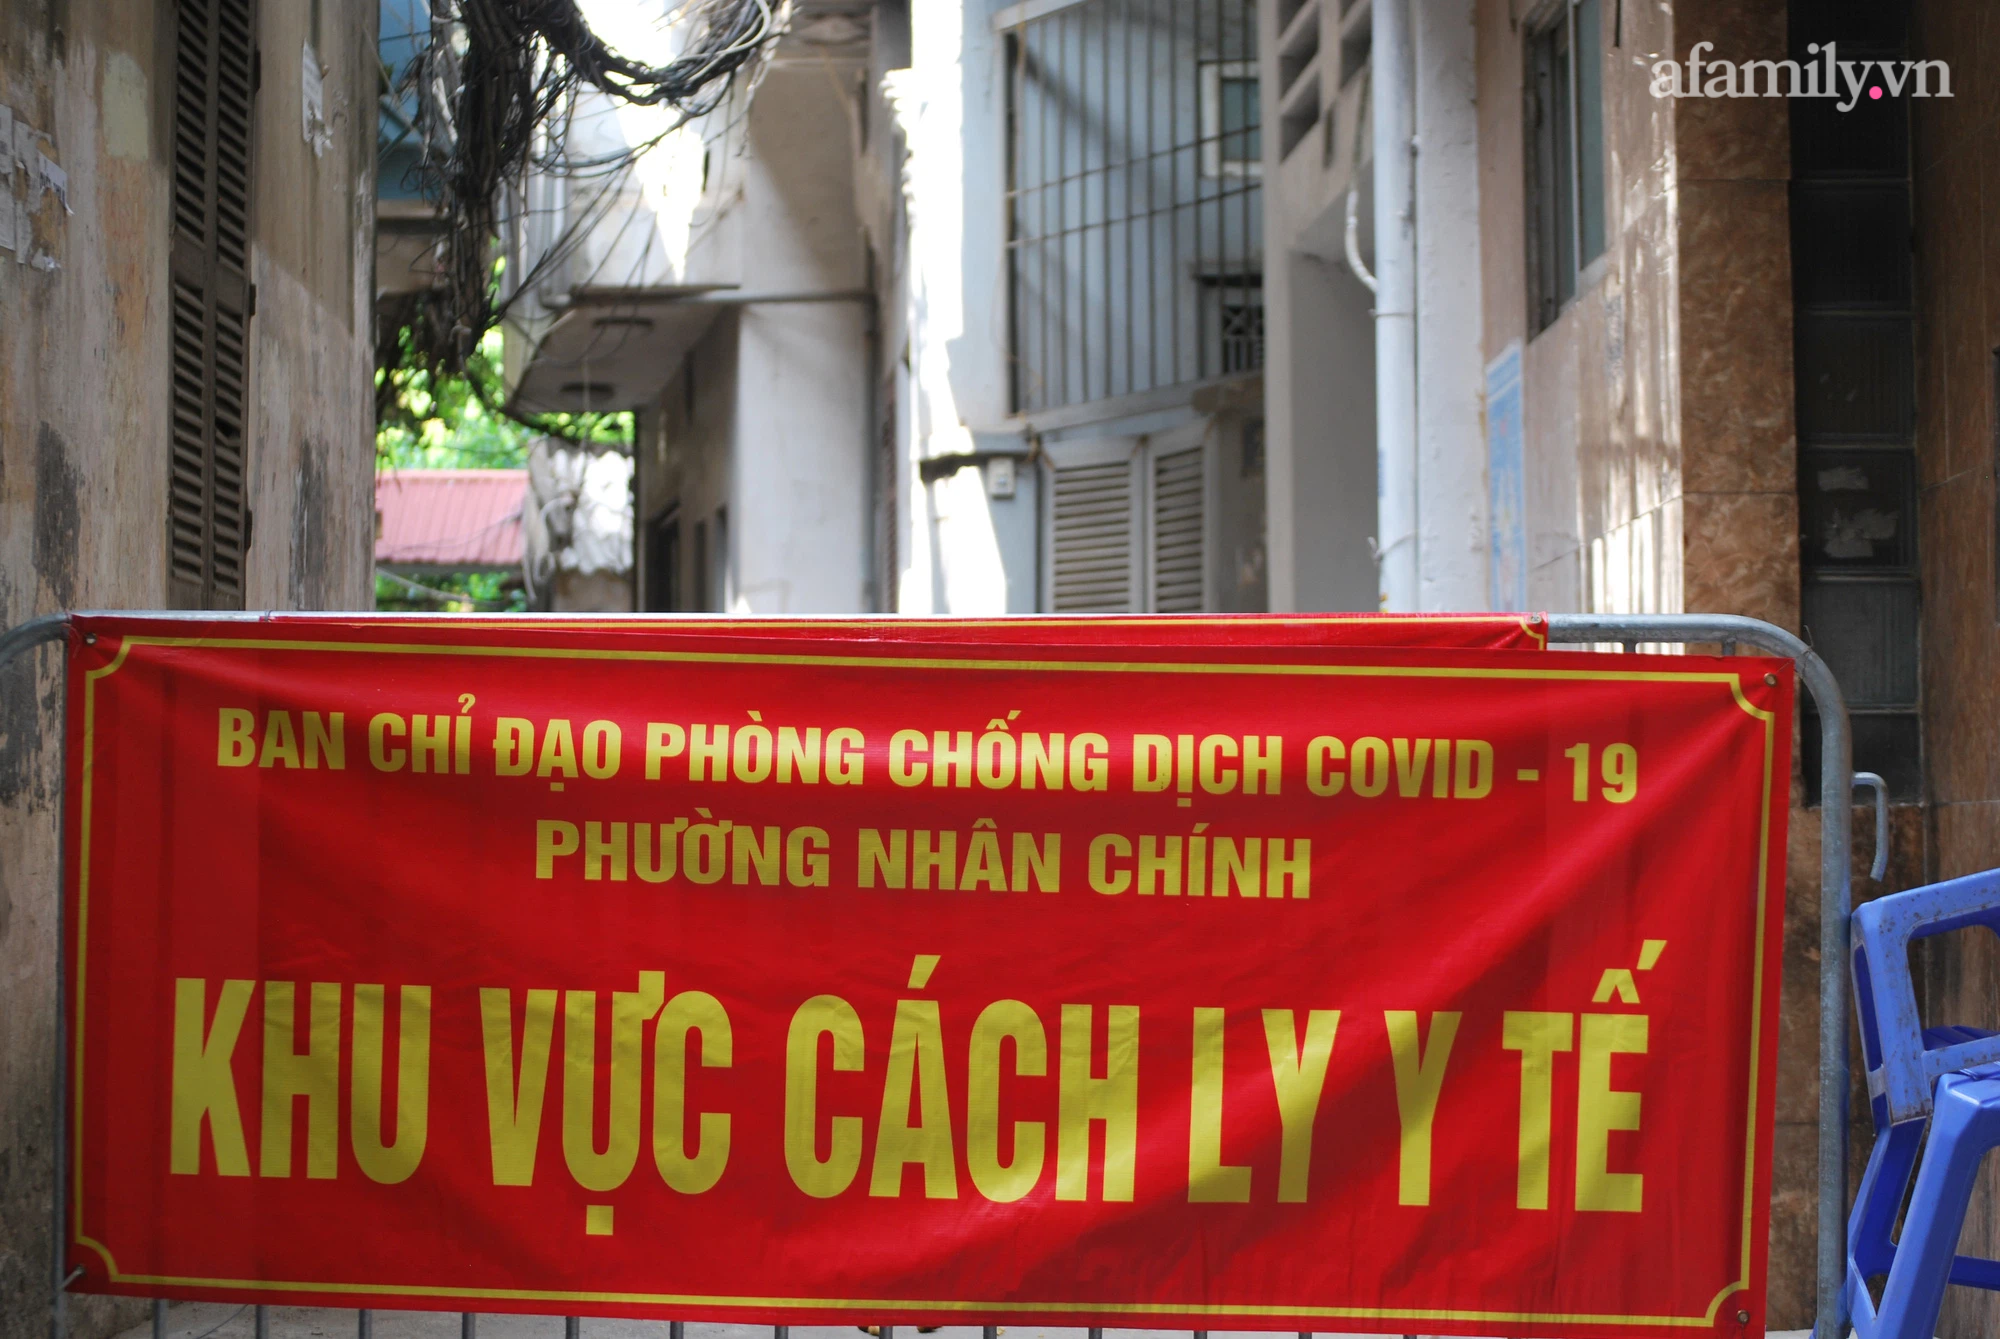 afamily.vn
BAN CHỈ ĐẠO PHÒNG CHỐNG DỊCH COVID - 19
PHƯỜNG NHÂN CHÍNH
KHU VỰC CÁCH LY Y TẾ